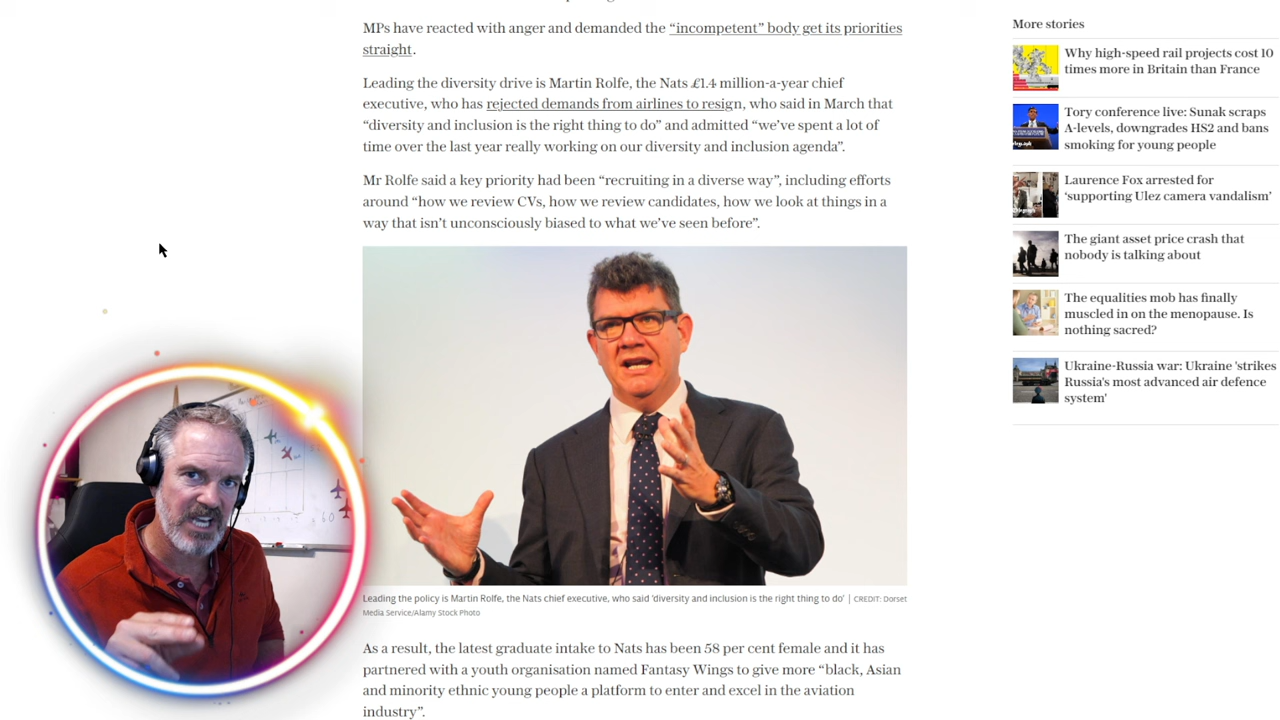 MPs have reacted with anger and demanded the “incompetent” body get its priorities
straight.
Leading the diversity drive is Martin Rolfe, the Nats £1.4 million-a-year chief
executive, who has rejected demands from airlines to resign, who said in March that
“diversity and inclusion is the right thing to do” and admitted “we’ve spent a lot of
time over the last year really working on our diversity and inclusion agenda”.
Mr Rolfe said a key priority had been “recruiting in a diverse way”, including efforts
around “how we review CVs, how we review candidates, how we look at things in a
way that isn’t unconsciously biased to what we’ve seen before”.
Leading the policy is Martin Rolfe, the Nats chief executive, who said ‘diversity and inclusion is the right thing to do’ | CREDIT: Dorset
Media Service/Alamy Stock Photo
As a result, the latest graduate intake to Nats has been 58 per cent female and it has
partnered with a youth organisation named Fantasy Wings to give more “black, Asian
and minority ethnic young people a platform to enter and excel in the aviation
industry”.
More stories
Why high-speed rail projects cost 10
times more in Britain than France
Tory conference live: Sunak scraps
A-levels, downgrades HS2 and bans
smoking for young people
Laurence Fox arrested for
‘supporting Ulez camera vandalism’
The giant asset price crash that
nobody is talking about
The equalities mob has finally
muscled in on the menopause. Is
nothing sacred?
Ukraine-Russia war: Ukraine 'strikes
Russia's most advanced air defence
system'